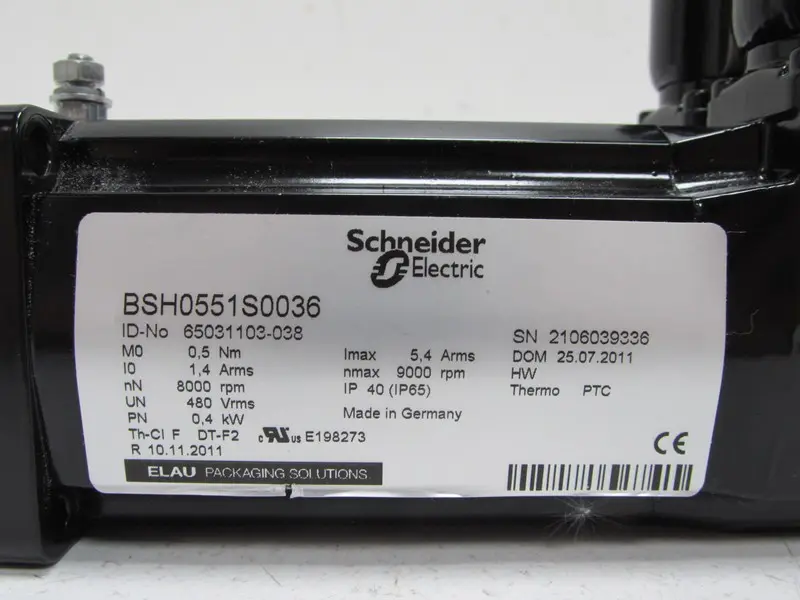 Schneider
Electric
BSH0551S0036
ID-No 65031103-038
M0 0,5 Nm
I0 1,4 Arms
nN 8000 rpm
UN 480 Vrms
PN 0,4 kW
Th-Cl F DT-F2 c RU us E198273
R 10.11.2011
Imax 5,4 Arms
nmax 9000 rpm
IP 40 (IP65)
Made in Germany
SN 2106039336
DOM 25.07.2011
HW
Thermo PTC
CE
ELAU PACKAGING SOLUTIONS